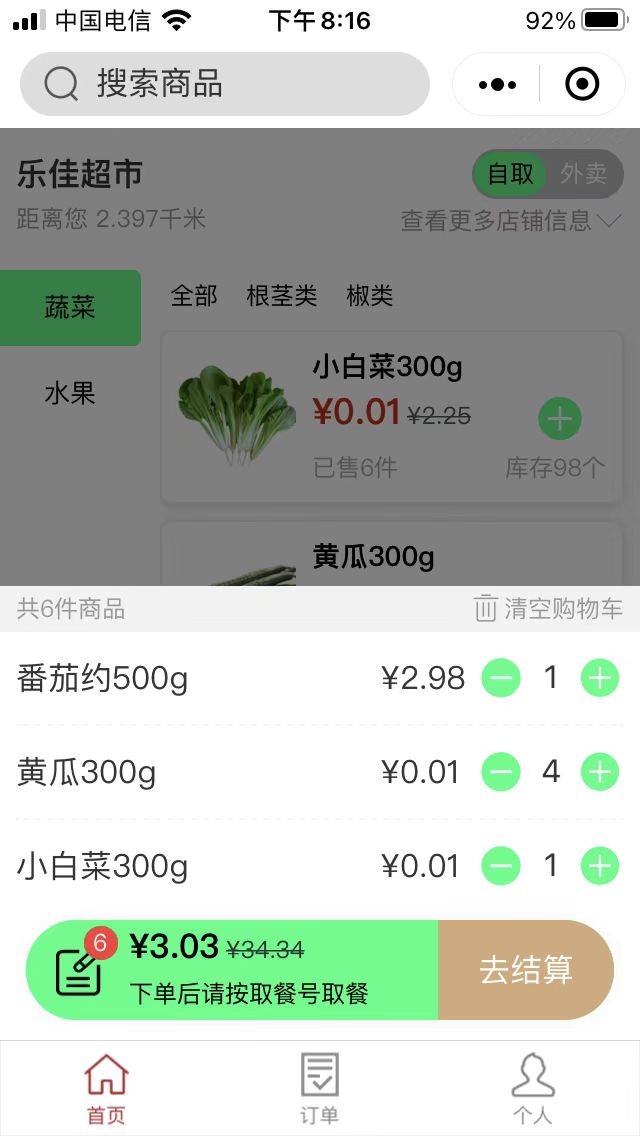 中国电信 下午8:16 92%
搜索商品
乐佳超市 自取 外卖
距离您 2.397千米 查看更多店铺信息
蔬菜 全部 根茎类 椒类
小白菜300g
水果
¥0.01 ¥2.25
已售6件 库存98个
黄瓜300g
共6件商品 清空购物车
番茄约500g ¥2.98 1
黄瓜300g ¥0.01 4
小白菜300g ¥0.01 1
6 ¥3.03 ¥34.34
下单后请按取餐号取餐 去结算
首页 订单 个人